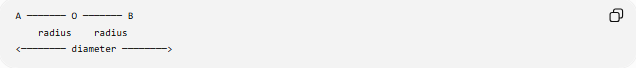 A ─────── O ─────── B
radius radius
<──────── diameter ────────>